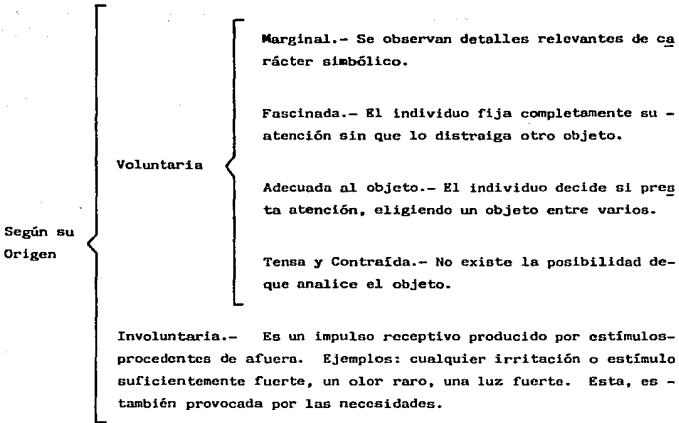 Marginal.- Se observan detalles relevantes de ca
rácter simbólico.
Fascinada.- El individuo fija completamente su -
atención sin que lo distraiga otro objeto.
Voluntaria
Adecuada al objeto.- El individuo decide si pres
ta atención, eligiendo un objeto entre varios.
Según su
Origen
Tensa y Contraída.- No existe la posibilidad de-
que analice el objeto.
Involuntaria.- Es un impulso receptivo producido por estímulos-
procedentes de afuera. Ejemplos: cualquier irritación o estímulo
suficientemente fuerte, un olor raro, una luz fuerte. Esta, es -
también provocada por las necesidades.